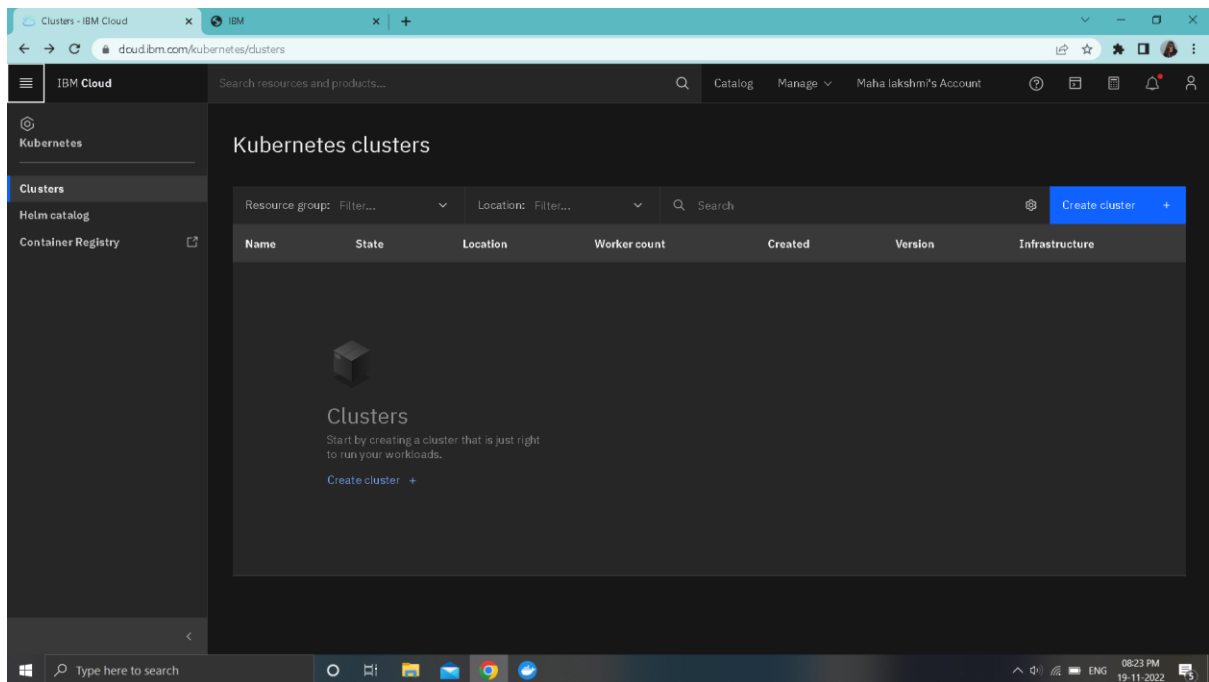 Clusters - IBM Cloud
IBM
cloud.ibm.com/kubernetes/clusters
IBM Cloud
Search resources and products...
Catalog
Manage
Maha lakshmi's Account
Kubernetes
Clusters
Helm catalog
Container Registry
Kubernetes clusters
Resource group: Filter...
Location: Filter...
Search
Create cluster +
Name State Location Worker count Created Version Infrastructure
Clusters
Start by creating a cluster that is just right
to run your workloads.
Create cluster +
Type here to search
ENG
08:23 PM
19-11-2022
5